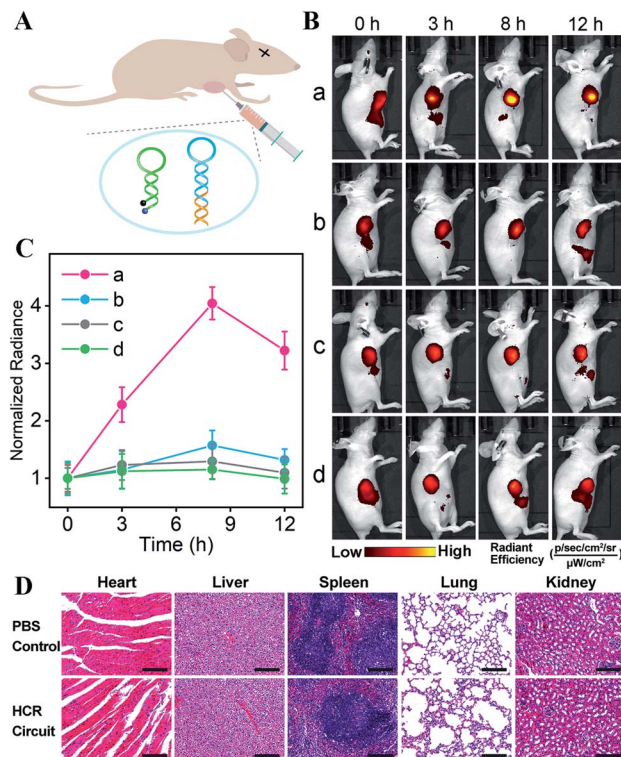 A
B
0 h 3 h 8 h 12 h
a
b
c
d
Low High Radiant Efficiency (p/sec/cm²/sr / μW/cm²)
C
a
b
c
d
4
3
2
1
Normalized Radiance
0 3 6 9 12
Time (h)
D
Heart Liver Spleen Lung Kidney
PBS
Control
HCR
Circuit